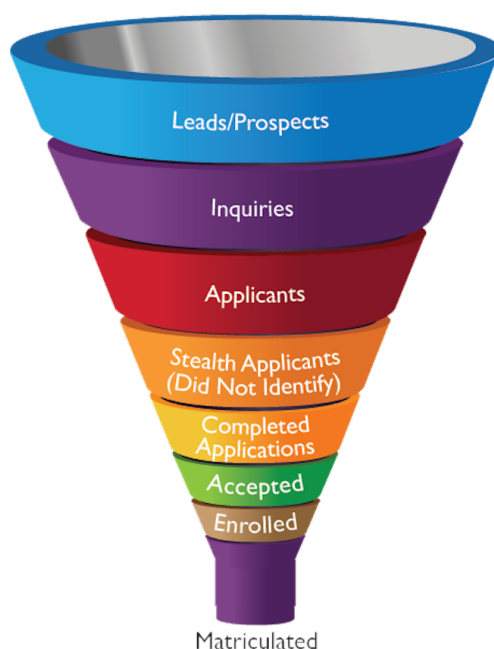 Leads/Prospects
Inquiries
Applicants
Stealth Applicants
(Did Not Identify)
Completed
Applications
Accepted
Enrolled
Matriculated